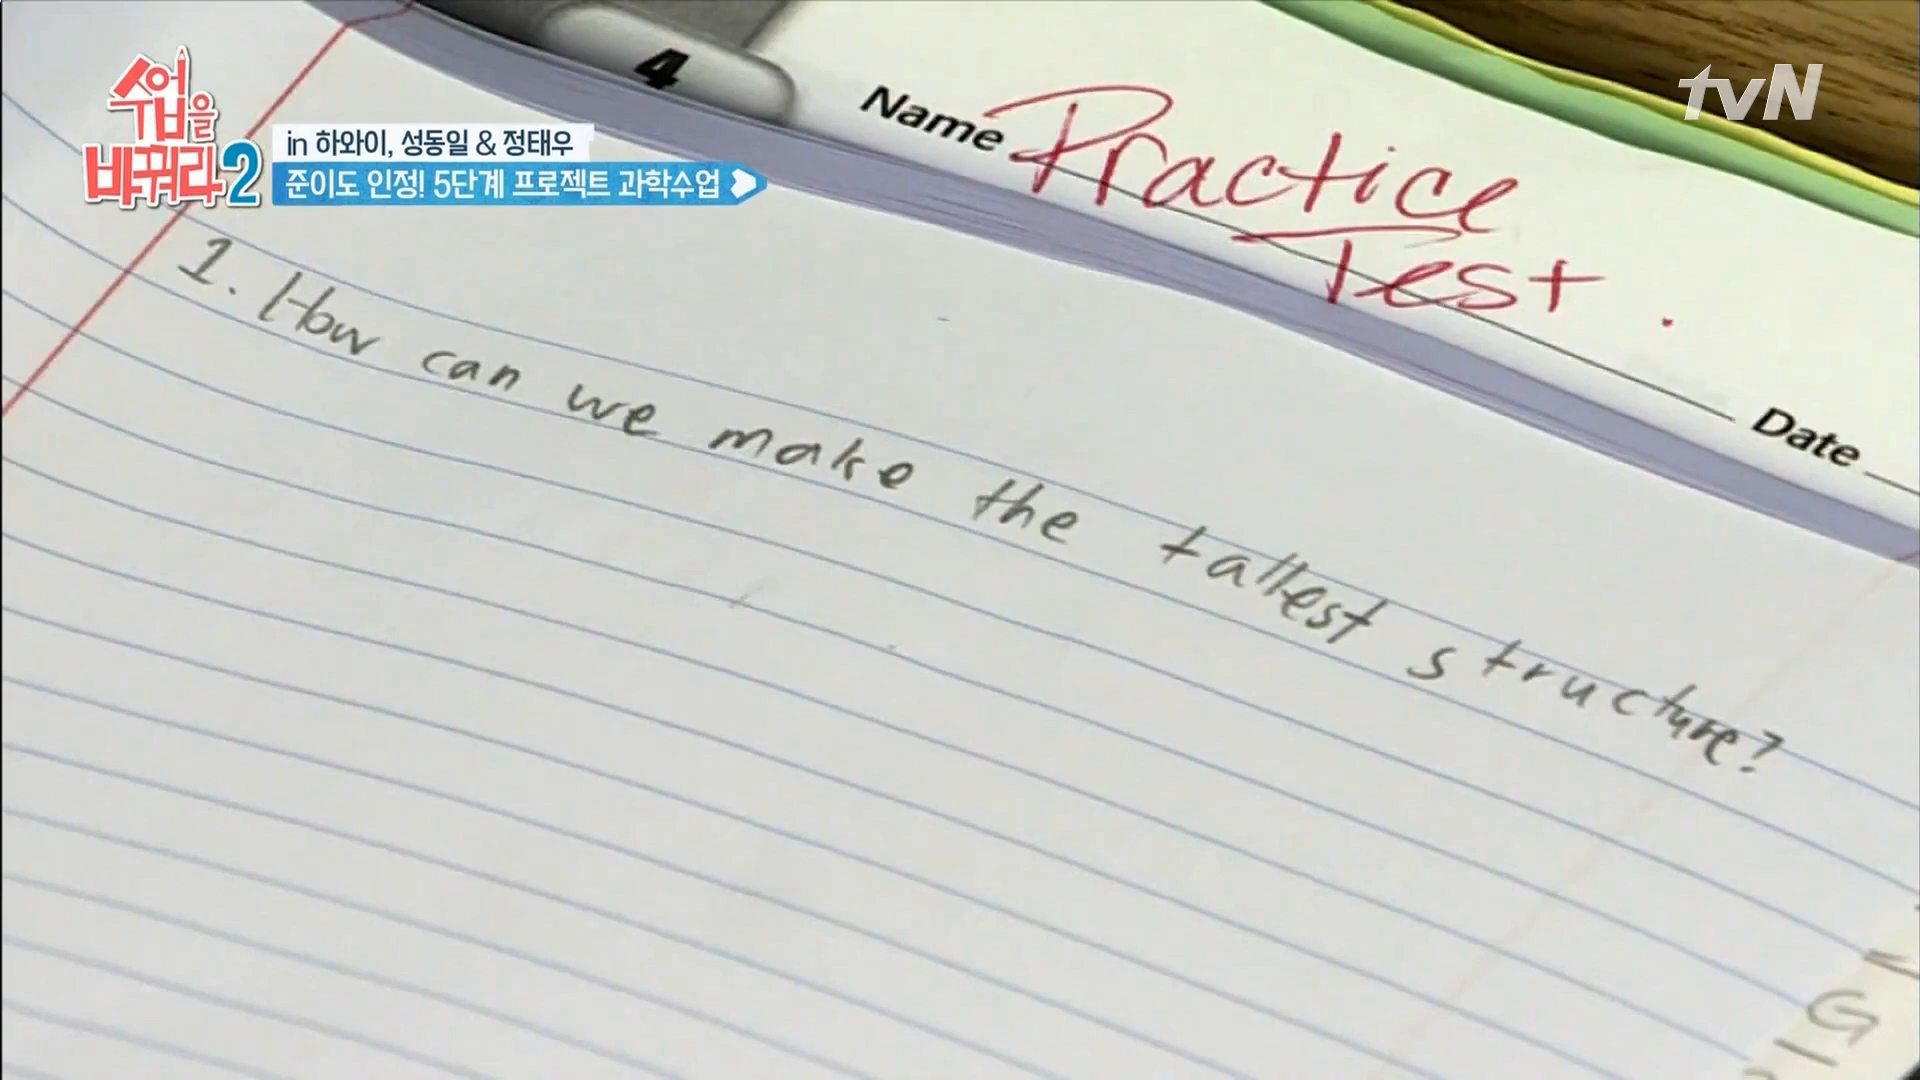 수업을
바꿔라2
in 하와이, 성동일 & 정태우
준이도 인정! 5단계 프로젝트 과학수업
tvN
4
Name Practice
Test.
Date
1. How can we make the tallest structure?
G